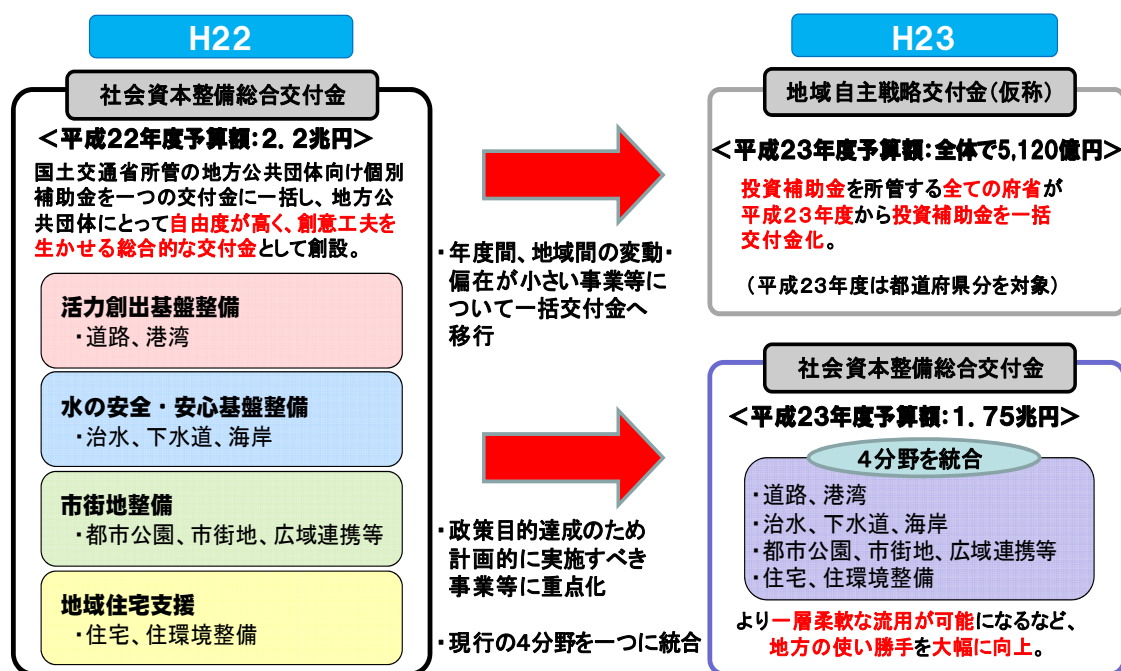 H22
社会資本整備総合交付金
＜平成22年度予算額：2．2兆円＞
国土交通省所管の地方公共団体向け個別
補助金を一つの交付金に一括し、地方公
共団体にとって自由度が高く、創意工夫を
生かせる総合的な交付金として創設。
活力創出基盤整備
・道路、港湾
水の安全・安心基盤整備
・治水、下水道、海岸
市街地整備
・都市公園、市街地、広域連携等
地域住宅支援
・住宅、住環境整備
・年度間、地域間の変動・
偏在が小さい事業等に
ついて一括交付金へ
移行
・政策目的達成のため
計画的に実施すべき
事業等に重点化
・現行の4分野を一つに統合
H23
地域自主戦略交付金（仮称）
＜平成23年度予算額：全体で5,120億円＞
投資補助金を所管する全ての府省が
平成23年度から投資補助金を一括
交付金化。
（平成23年度は都道府県分を対象）
社会資本整備総合交付金
＜平成23年度予算額：1．75兆円＞
4分野を統合
・道路、港湾
・治水、下水道、海岸
・都市公園、市街地、広域連携等
・住宅、住環境整備
より一層柔軟な流用が可能になるなど、
地方の使い勝手を大幅に向上。